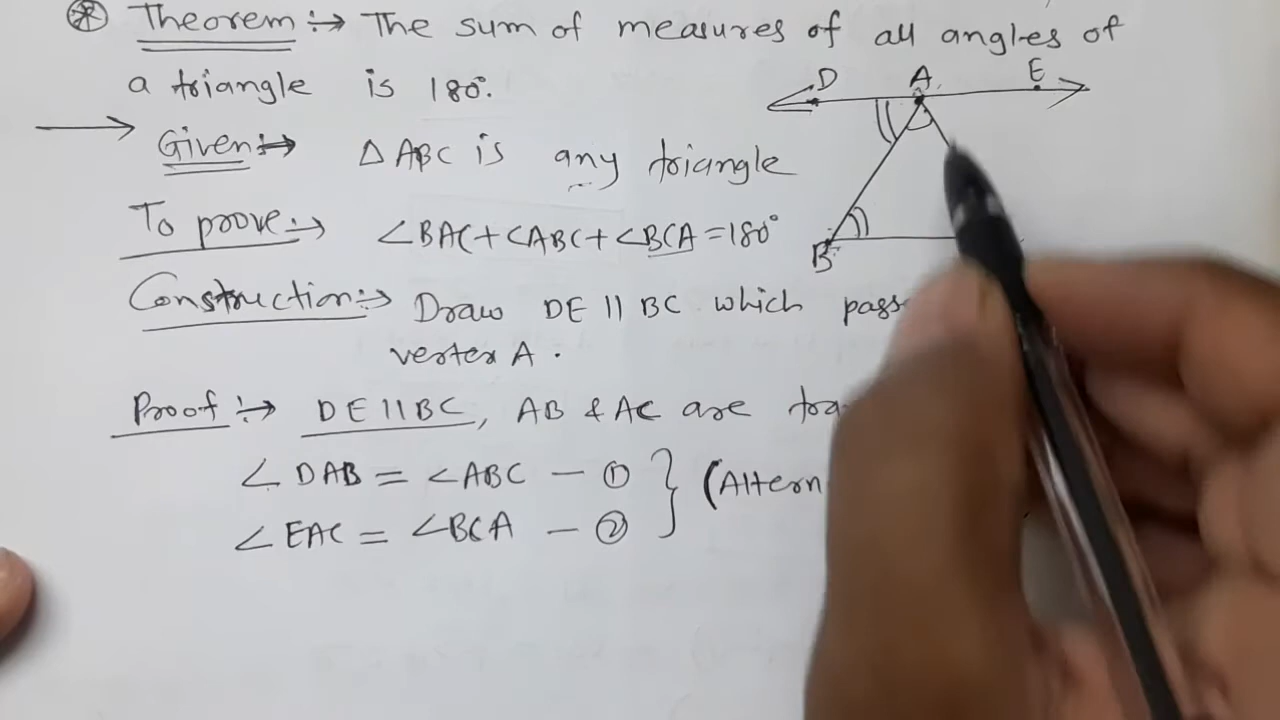 ⊛ Theorem :→ The sum of measures of all angles of
a triangle is 180°.
Given :→ △ABC is any triangle
To prove :→ ∠BAC+∠ABC+∠BCA=180°
Construction :→ Draw DE || BC which pass
vertex A.
Proof :→ DE || BC, AB & AC are tra
∠DAB = ∠ABC — ①
∠EAC = ∠BCA — ②
(Altern
D A E
B